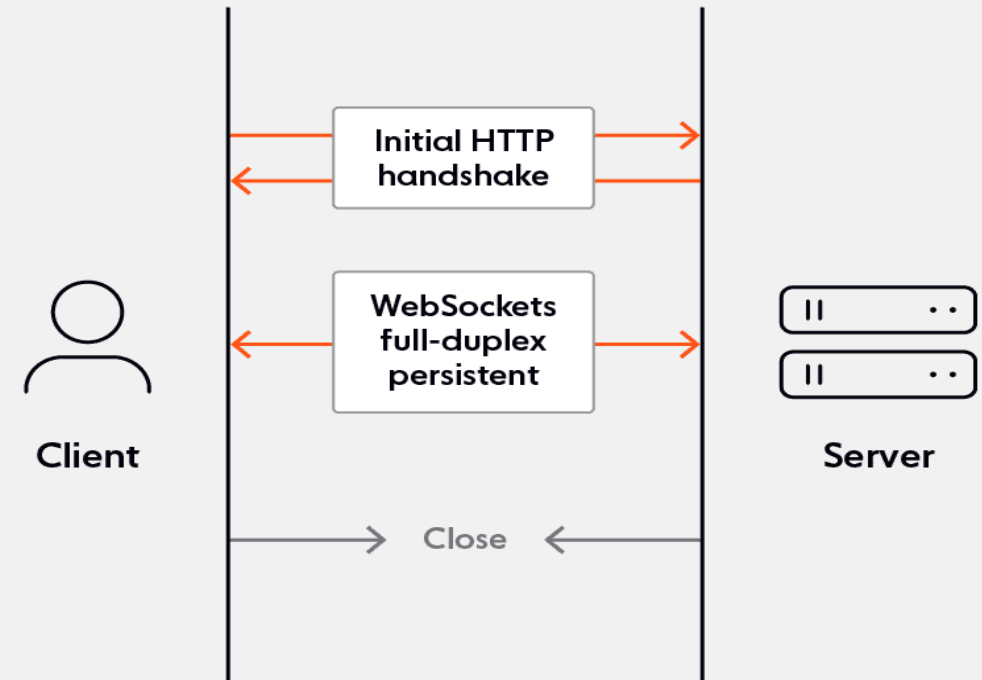 Initial HTTP
handshake
WebSockets
full-duplex
persistent
Client
Server
Close